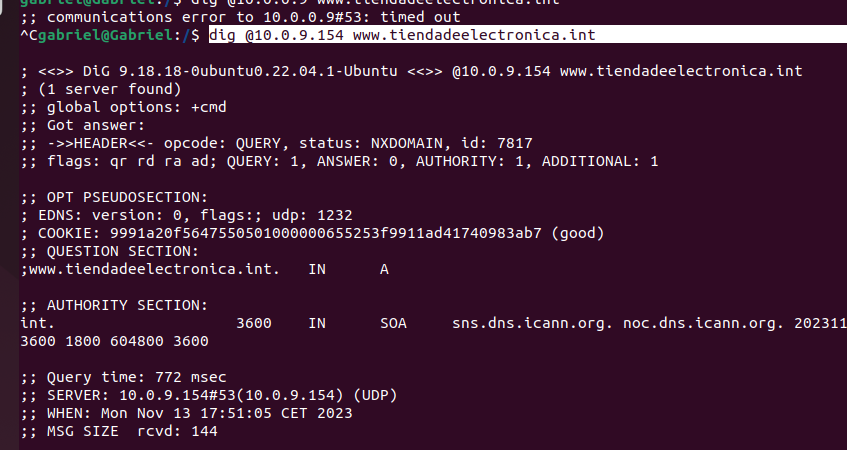 gabriel@Gabriel:/$ dig @10.0.0.9 www.tiendadeelectronica.int
;; communications error to 10.0.0.9#53: timed out
^Cgabriel@Gabriel:/$ dig @10.0.9.154 www.tiendadeelectronica.int
; <<>> DiG 9.18.18-0ubuntu0.22.04.1-Ubuntu <<>> @10.0.9.154 www.tiendadeelectronica.int
; (1 server found)
;; global options: +cmd
;; Got answer:
;; ->>HEADER<<- opcode: QUERY, status: NXDOMAIN, id: 7817
;; flags: qr rd ra ad; QUERY: 1, ANSWER: 0, AUTHORITY: 1, ADDITIONAL: 1
;; OPT PSEUDOSECTION:
; EDNS: version: 0, flags:; udp: 1232
; COOKIE: 9991a20f5647550501000000655253f9911ad41740983ab7 (good)
;; QUESTION SECTION:
;www.tiendadeelectronica.int. IN A
;; AUTHORITY SECTION:
int. 3600 IN SOA sns.dns.icann.org. noc.dns.icann.org. 202311
3600 1800 604800 3600
;; Query time: 772 msec
;; SERVER: 10.0.9.154#53(10.0.9.154) (UDP)
;; WHEN: Mon Nov 13 17:51:05 CET 2023
;; MSG SIZE rcvd: 144